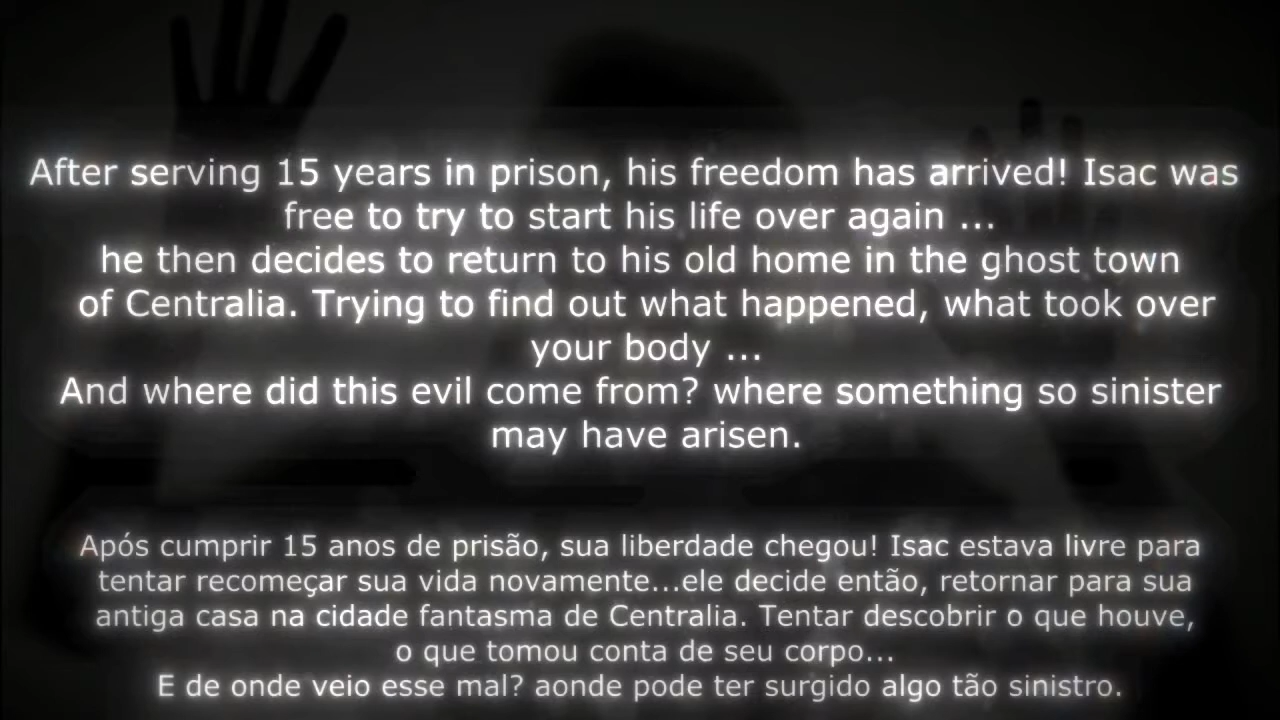 After serving 15 years in prison, his freedom has arrived! Isac was
free to try to start his life over again ...
he then decides to return to his old home in the ghost town
of Centralia. Trying to find out what happened, what took over
your body ...
And where did this evil come from? where something so sinister
may have arisen.
Após cumprir 15 anos de prisão, sua liberdade chegou! Isac estava livre para
tentar recomeçar sua vida novamente...ele decide então, retornar para sua
antiga casa na cidade fantasma de Centralia. Tentar descobrir o que houve,
o que tomou conta de seu corpo...
E de onde veio esse mal? aonde pode ter surgido algo tão sinistro.